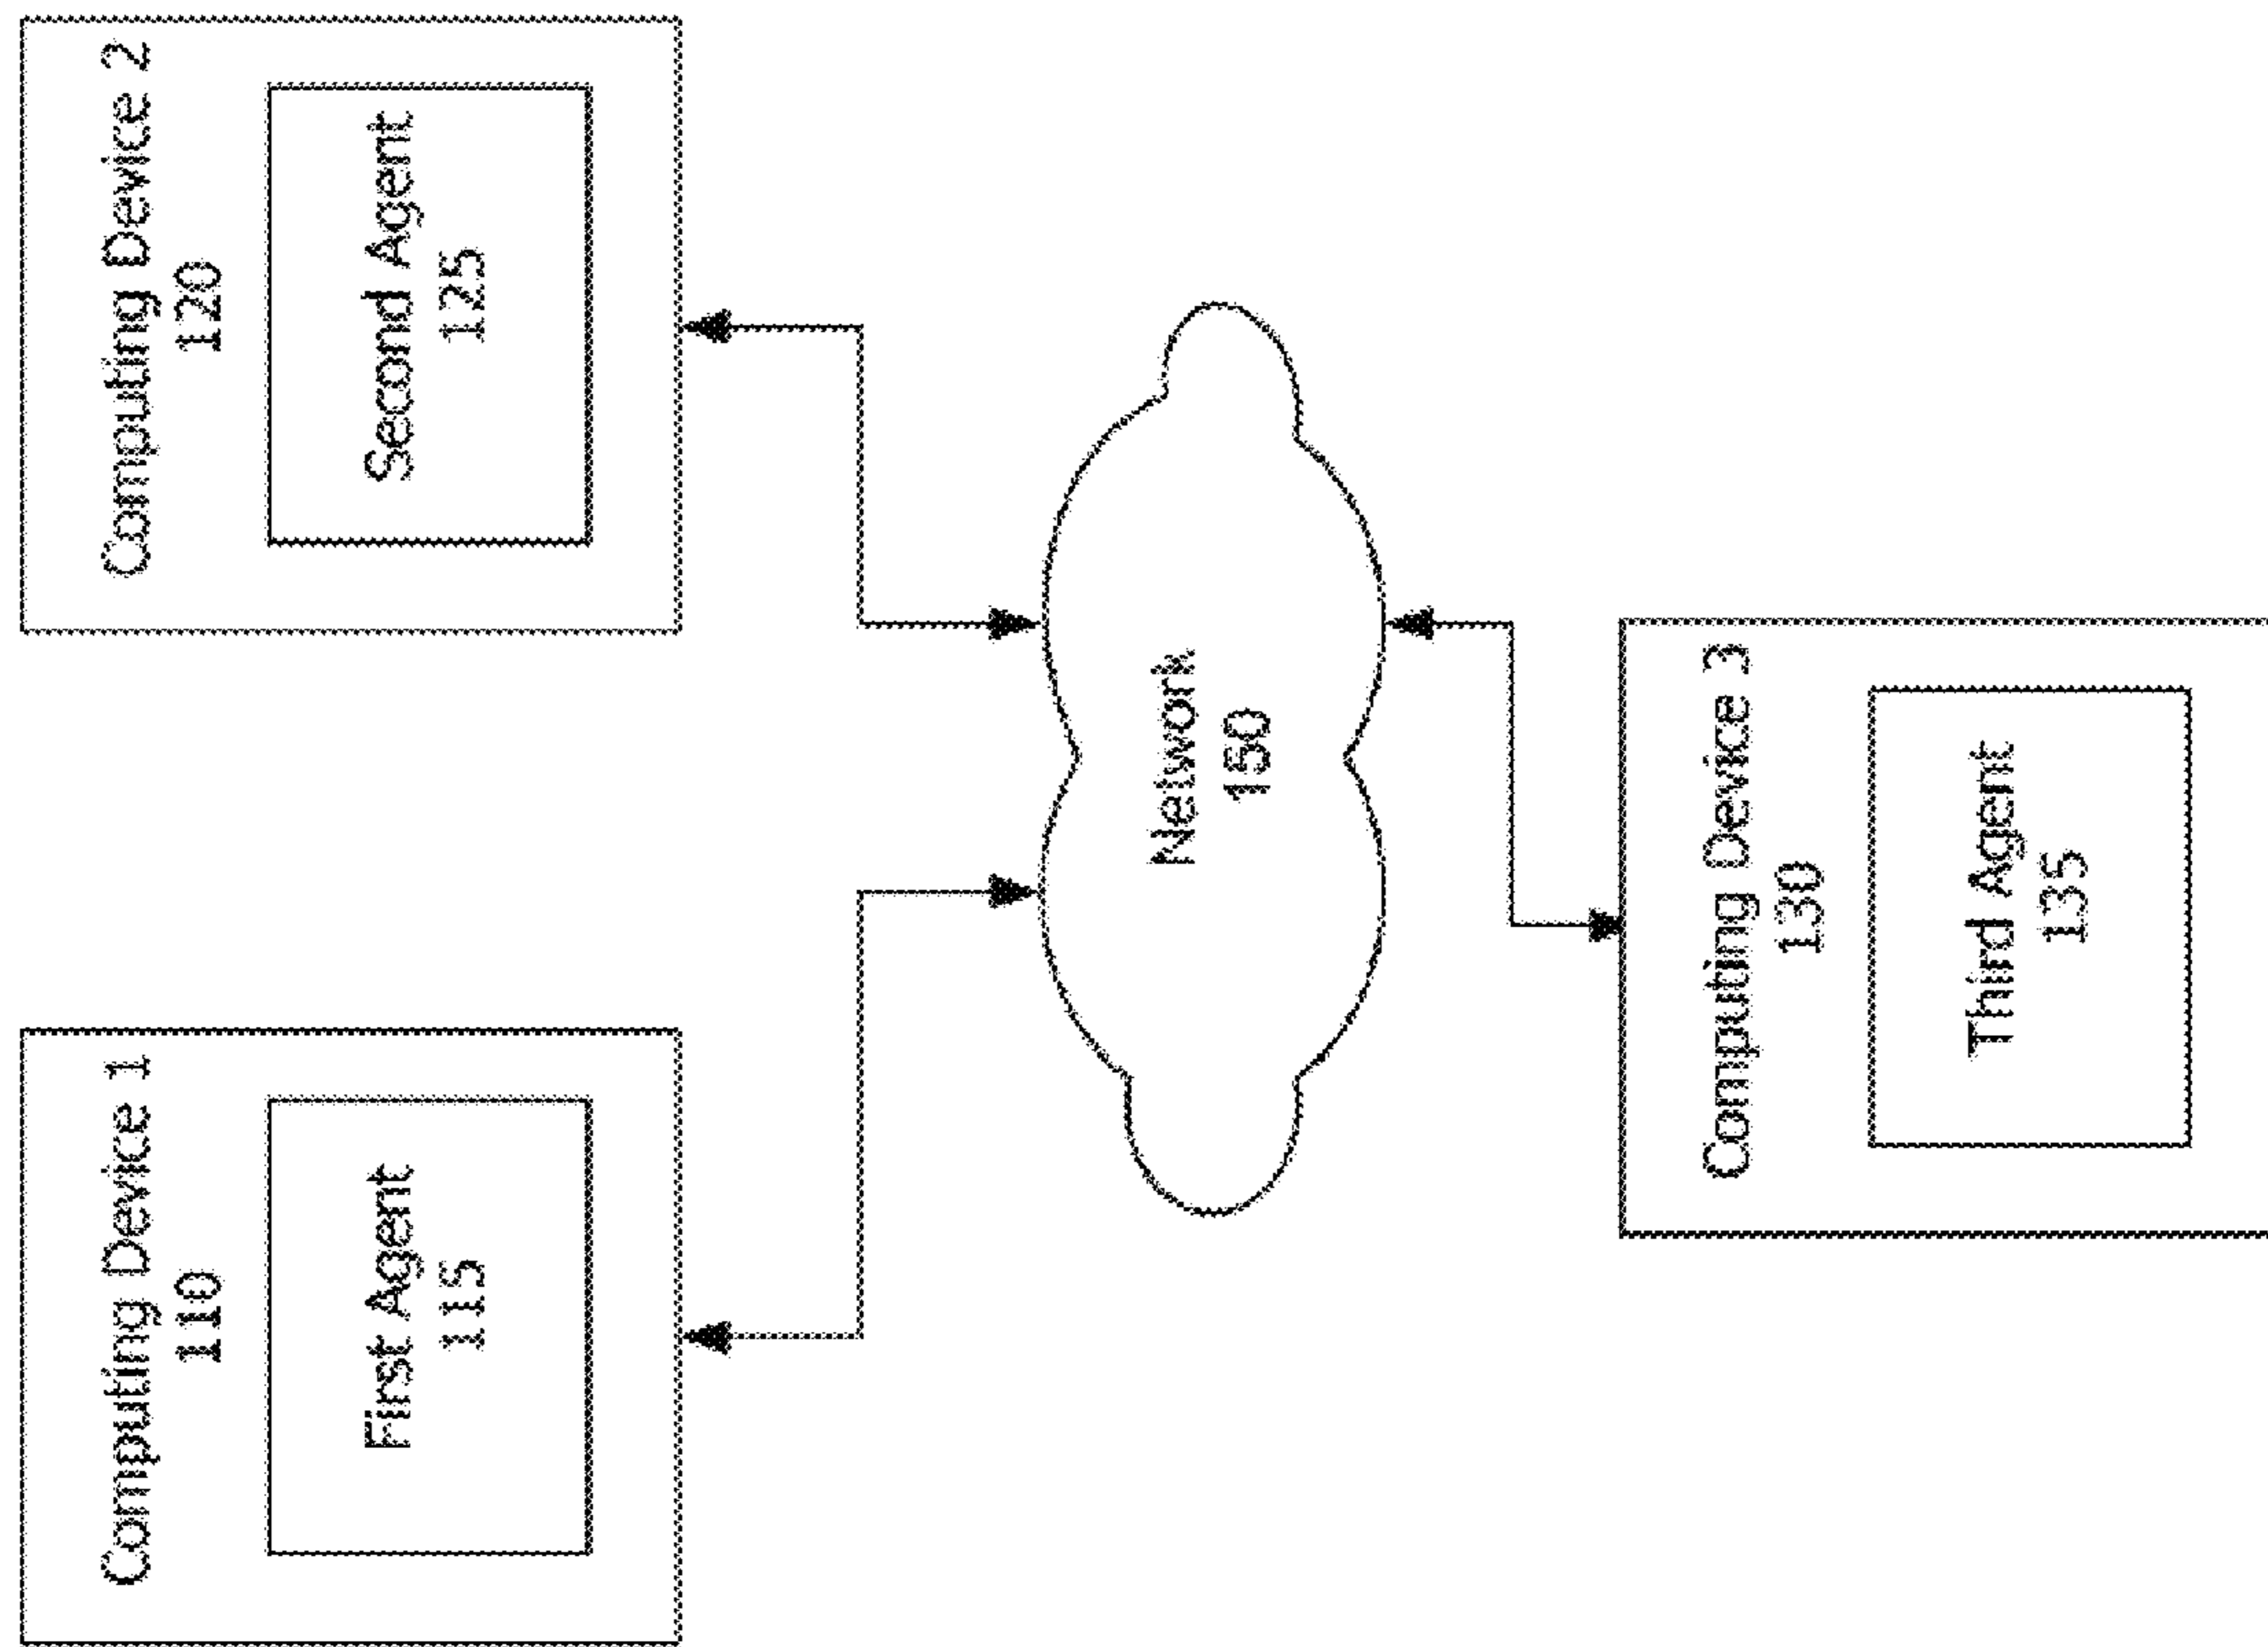 Computing Device 1
110
First Agent
115
Computing Device 2
120
Second Agent
125
Network
150
Computing Device 3
130
Third Agent
135